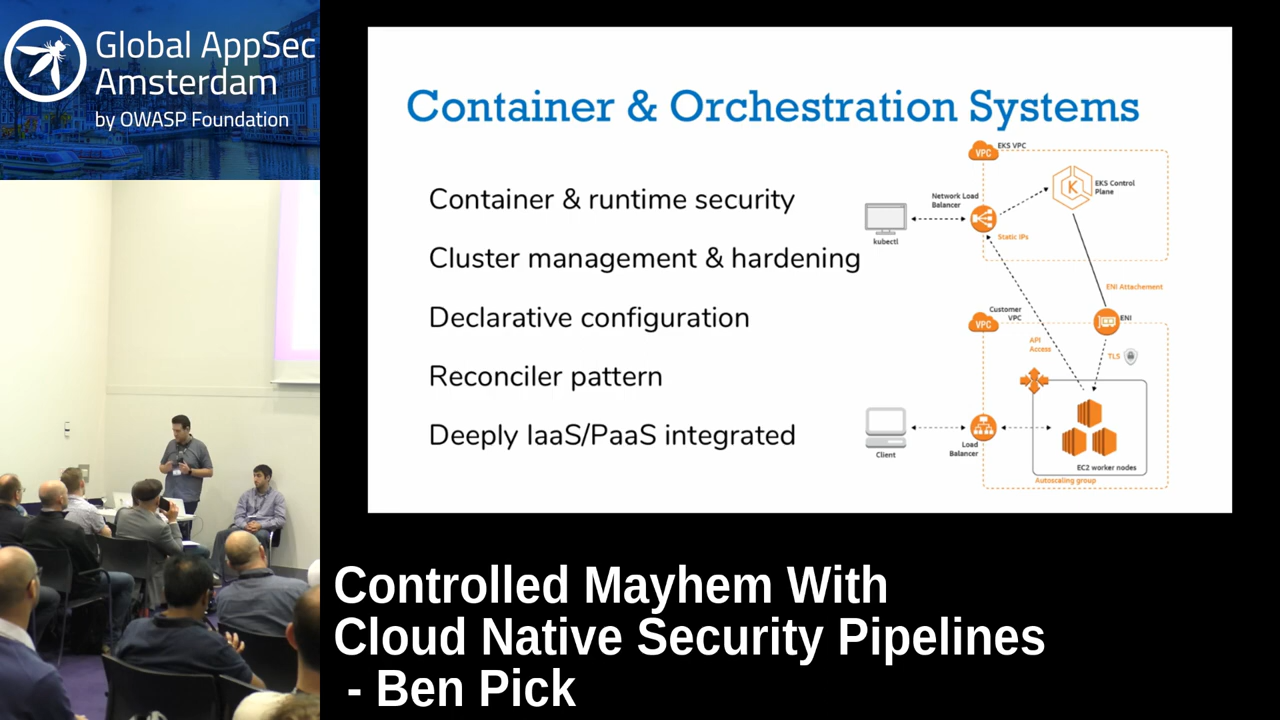 Global AppSec
Amsterdam
by OWASP Foundation
Container & Orchestration Systems
Container & runtime security
Cluster management & hardening
Declarative configuration
Reconciler pattern
Deeply IaaS/PaaS integrated
VPC
EKS VPC
Network Load
Balancer
EKS Control
Plane
kubectl
Static IPs
ENI Attachement
Customer
VPC
VPC
ENI
API
Access
TLS
Client
Load
Balancer
EC2 worker nodes
Autoscaling group
Controlled Mayhem With
Cloud Native Security Pipelines
- Ben Pick